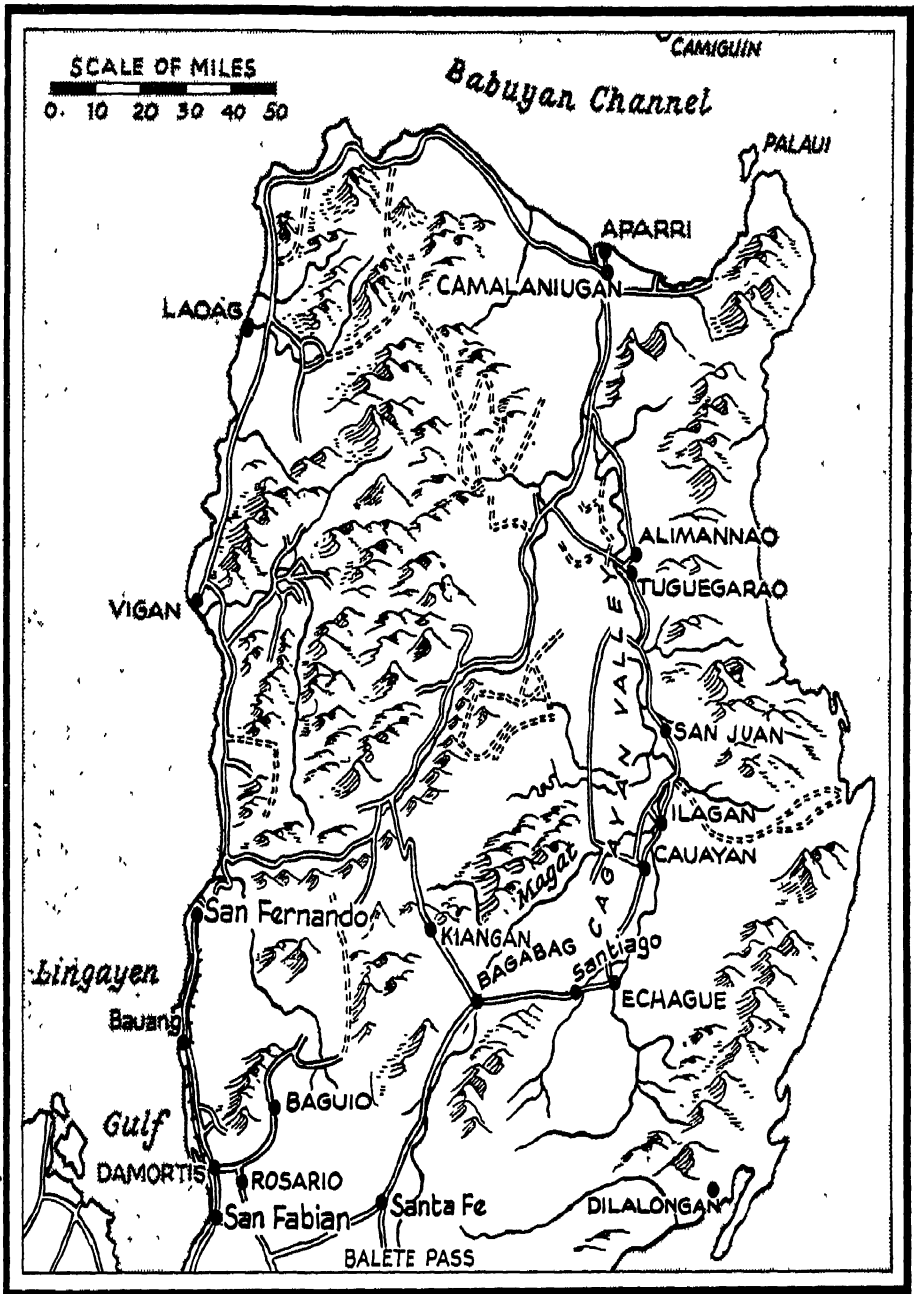 CAMIGUIN
SCALE OF MILES
0. 10 20 30 40 50
Babuyan Channel
PALAUI
APARRI
CAMALANIUGAN
LAOAG
ALIMANNAO
TUGUEGARAO
VIGAN
CAGAYAN VALLEY
SAN JUAN
ILAGAN
CAUAYAN
Magat
San Fernando
KIANGAN
BAGABAG
Santiago
ECHAGUE
Lingayen
Bauang
BAGUIO
Gulf
DAMORTIS
ROSARIO
San Fabian
Santa Fe
DILALONGAN
BALETE PASS